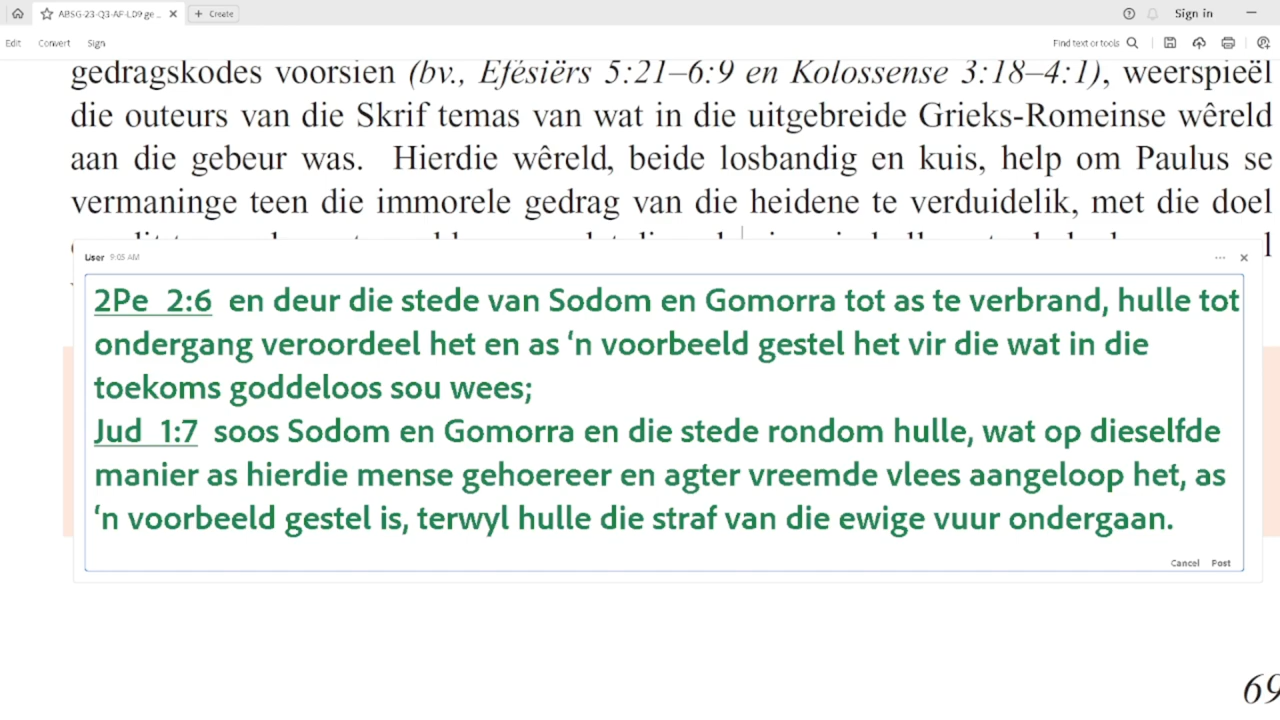 ABSG-23-Q3-AF-L09 ge ...
Create
Sign in
Edit Convert Sign
Find text or tools
gedragskodes voorsien (bv., Efésiërs 5:21–6:9 en Kolossense 3:18–4:1), weerspieël
die outeurs van die Skrif temas van wat in die uitgebreide Grieks-Romeinse wêreld
aan die gebeur was. Hierdie wêreld, beide losbandig en kuis, help om Paulus se
vermaninge teen die immorele gedrag van die heidene te verduidelik, met die doel
User 9:05 AM
2Pe 2:6 en deur die stede van Sodom en Gomorra tot as te verbrand, hulle tot
ondergang veroordeel het en as ‘n voorbeeld gestel het vir die wat in die
toekoms goddeloos sou wees;
Jud 1:7 soos Sodom en Gomorra en die stede rondom hulle, wat op dieselfde
manier as hierdie mense gehoereer en agter vreemde vlees aangeloop het, as
‘n voorbeeld gestel is, terwyl hulle die straf van die ewige vuur ondergaan.
Cancel Post
69